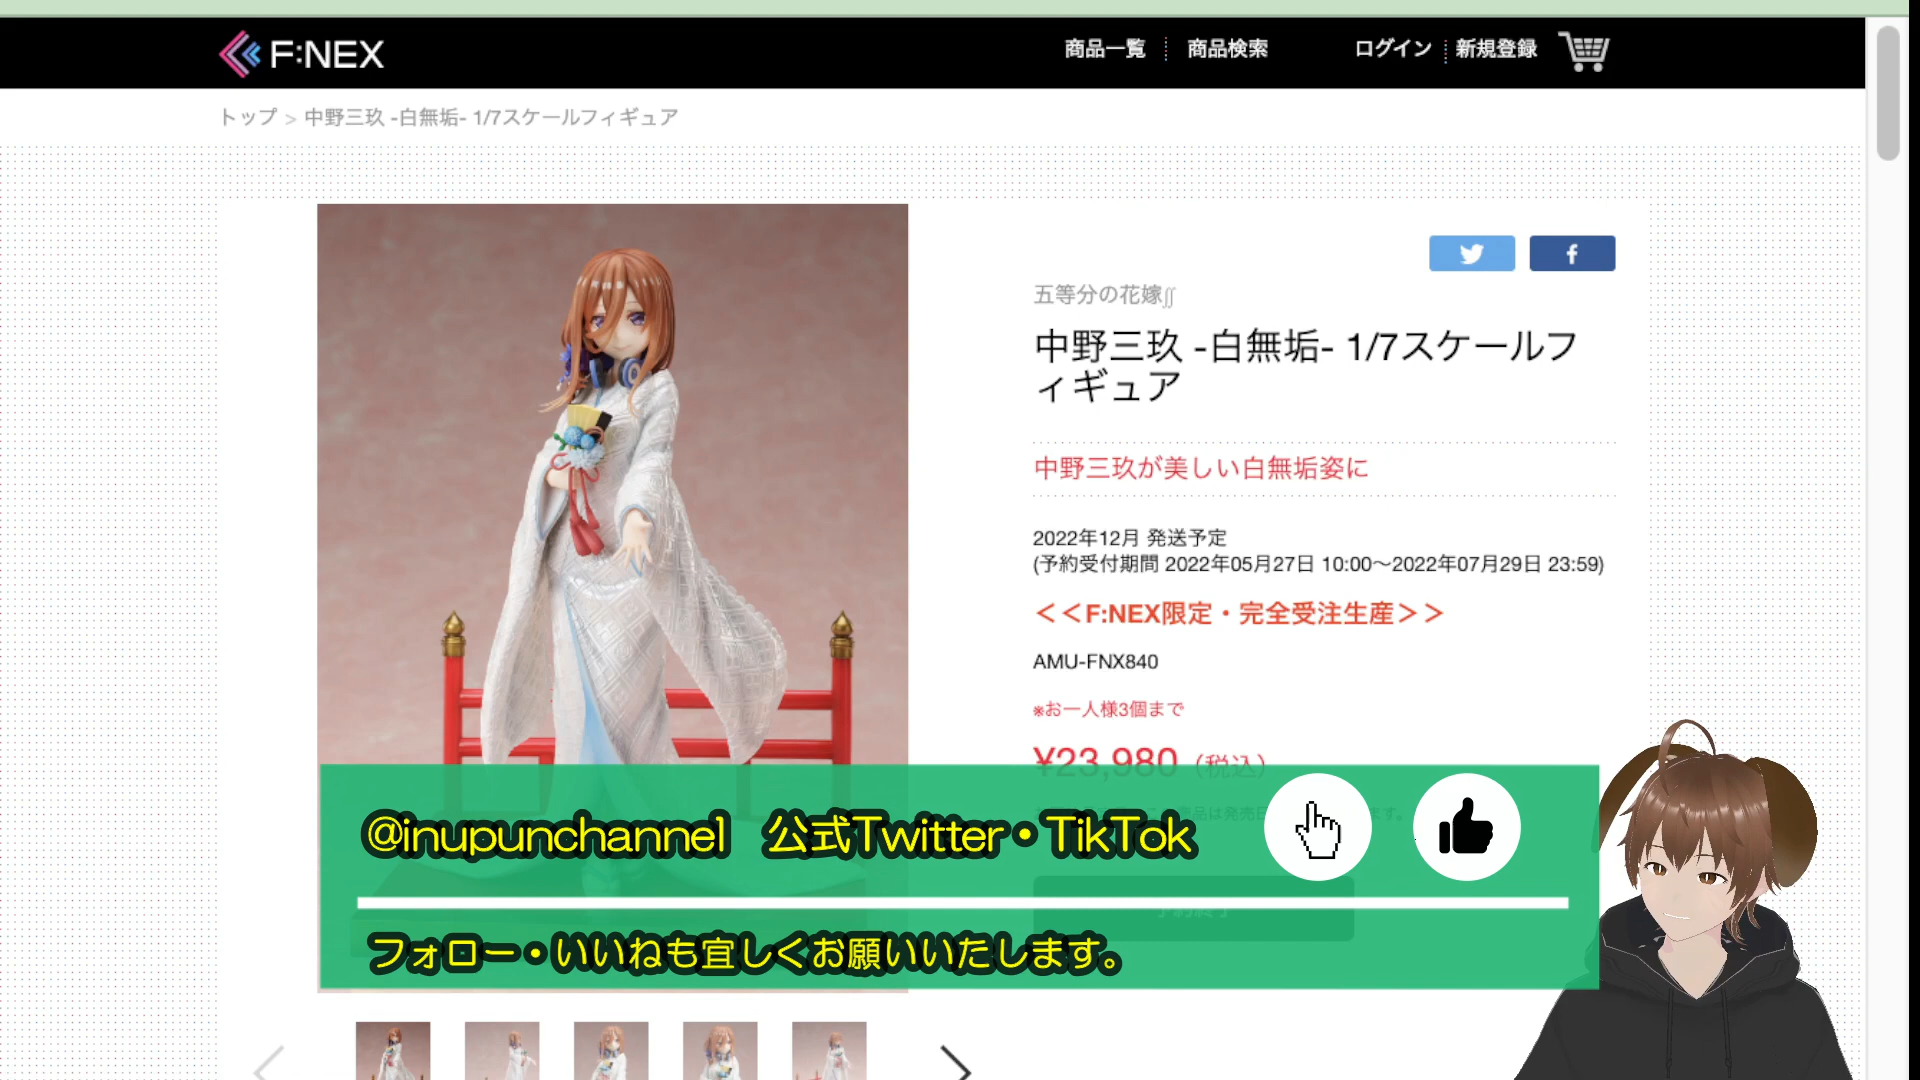 F:NEX
商品一覧
商品検索
ログイン
新規登録
トップ > 中野三玖 -白無垢- 1/7スケールフィギュア
五等分の花嫁∬
中野三玖 -白無垢- 1/7スケールフ
ィギュア
中野三玖が美しい白無垢姿に
2022年12月 発送予定
(予約受付期間 2022年05月27日 10:00〜2022年07月29日 23:59)
<<F:NEX限定・完全受注生産>>
AMU-FNX840
※お一人様3個まで
¥23,980（税込）
@inupunchannel 公式Twitter・TikTok
予約終了
フォロー・いいねも宜しくお願いいたします。